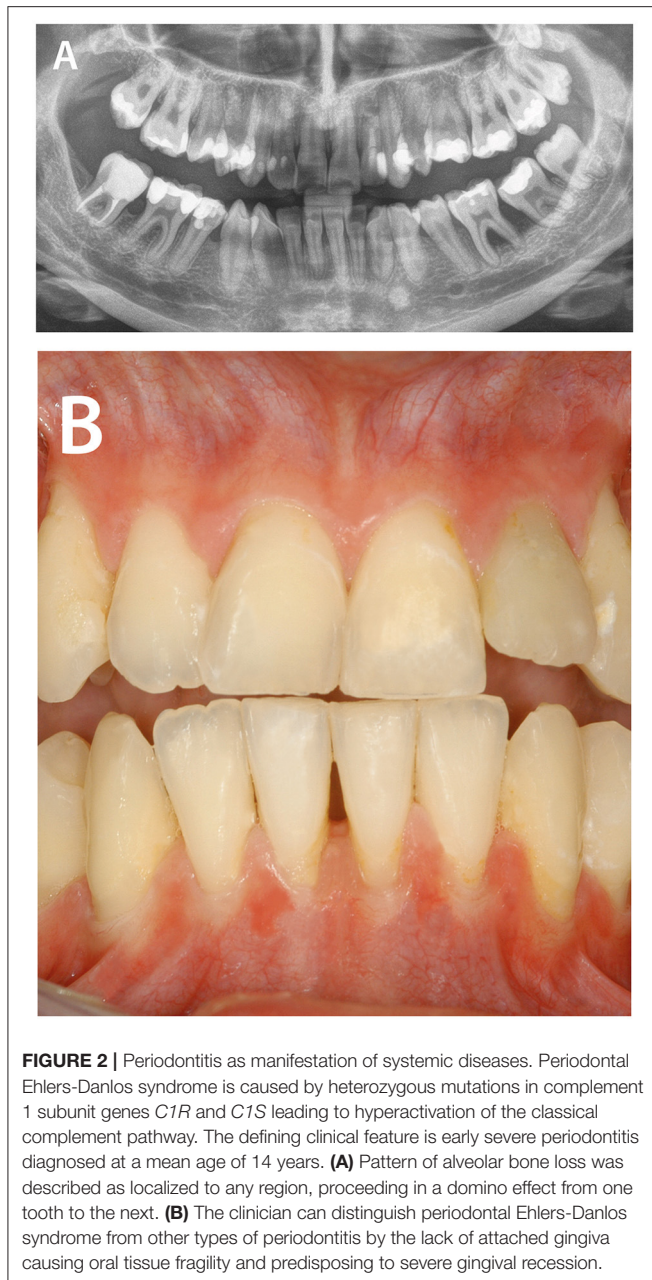 A
B
FIGURE 2 | Periodontitis as manifestation of systemic diseases. Periodontal
Ehlers-Danlos syndrome is caused by heterozygous mutations in complement
1 subunit genes C1R and C1S leading to hyperactivation of the classical
complement pathway. The defining clinical feature is early severe periodontitis
diagnosed at a mean age of 14 years. (A) Pattern of alveolar bone loss was
described as localized to any region, proceeding in a domino effect from one
tooth to the next. (B) The clinician can distinguish periodontal Ehlers-Danlos
syndrome from other types of periodontitis by the lack of attached gingiva
causing oral tissue fragility and predisposing to severe gingival recession.